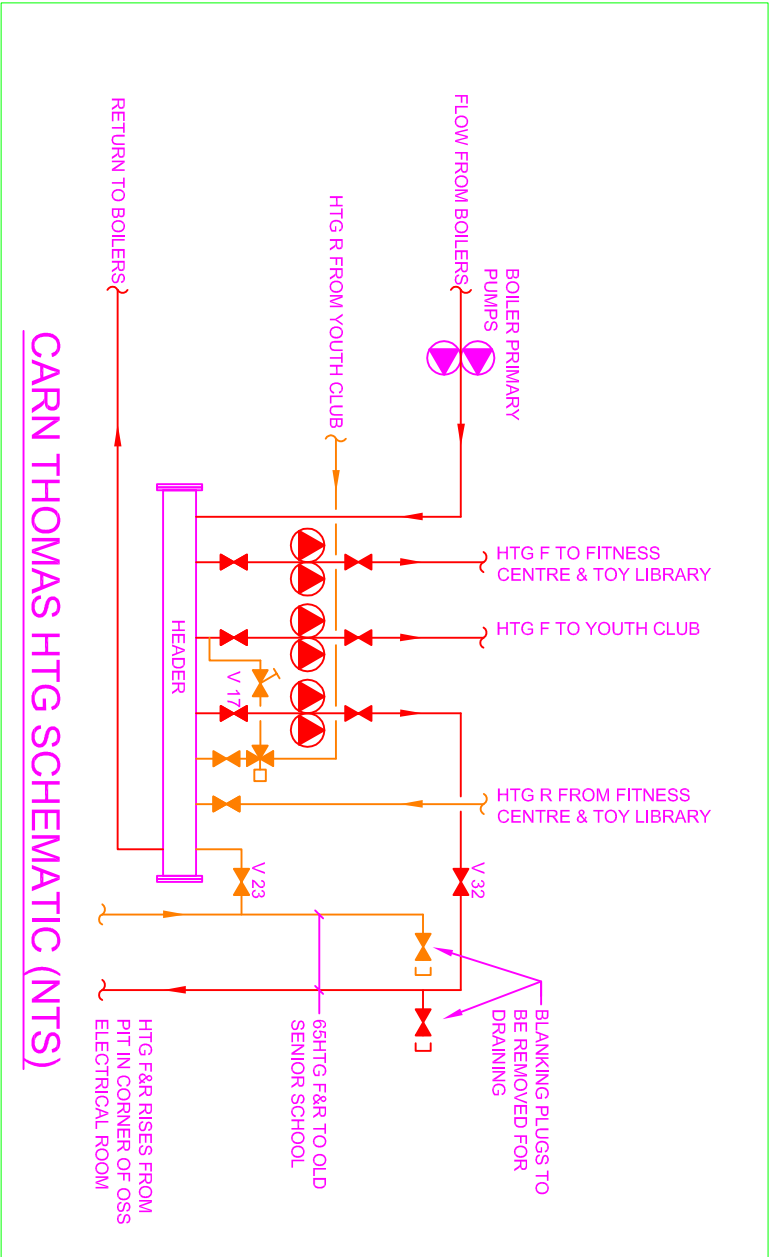 BOILER PRIMARY
PUMPS
FLOW FROM BOILERS
HTG R FROM YOUTH CLUB
RETURN TO BOILERS
HTG F TO FITNESS
CENTRE & TOY LIBRARY
HTG F TO YOUTH CLUB
HTG R FROM FITNESS
CENTRE & TOY LIBRARY
V 17
HEADER
V 23
V 32
BLANKING PLUGS TO
BE REMOVED FOR
DRAINING
65HTG F&R TO OLD
SENIOR SCHOOL
HTG F&R RISES FROM
PIT IN CORNER OF OSS
ELECTRICAL ROOM
CARN THOMAS HTG SCHEMATIC (NTS)